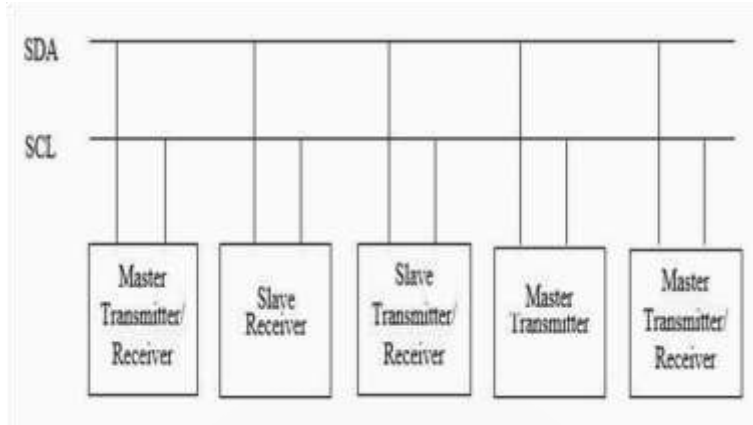 SDA
SCL
Master
Transmitter/
Receiver
Slave
Receiver
Slave
Transmitter/
Receiver
Master
Transmitter
Master
Transmitter/
Receiver